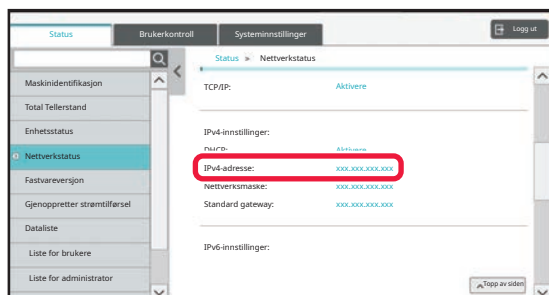 Status Brukerkontroll Systeminnstillinger Logg ut
Status » Nettverkstatus
Maskinidentifikasjon
Total Tellerstand
Enhetsstatus
Nettverkstatus
Fastvareversjon
Gjenoppretter strømtilførsel
Dataliste
Liste for brukere
Liste for administrator
TCP/IP: Aktivere
IPv4-innstillinger:
DHCP: Aktivere
IPv4-adresse: xxx.xxx.xxx.xxx
Nettverksmaske: xxx.xxx.xxx.xxx
Standard gateway: xxx.xxx.xxx.xxx
IPv6-innstillinger:
Topp av siden